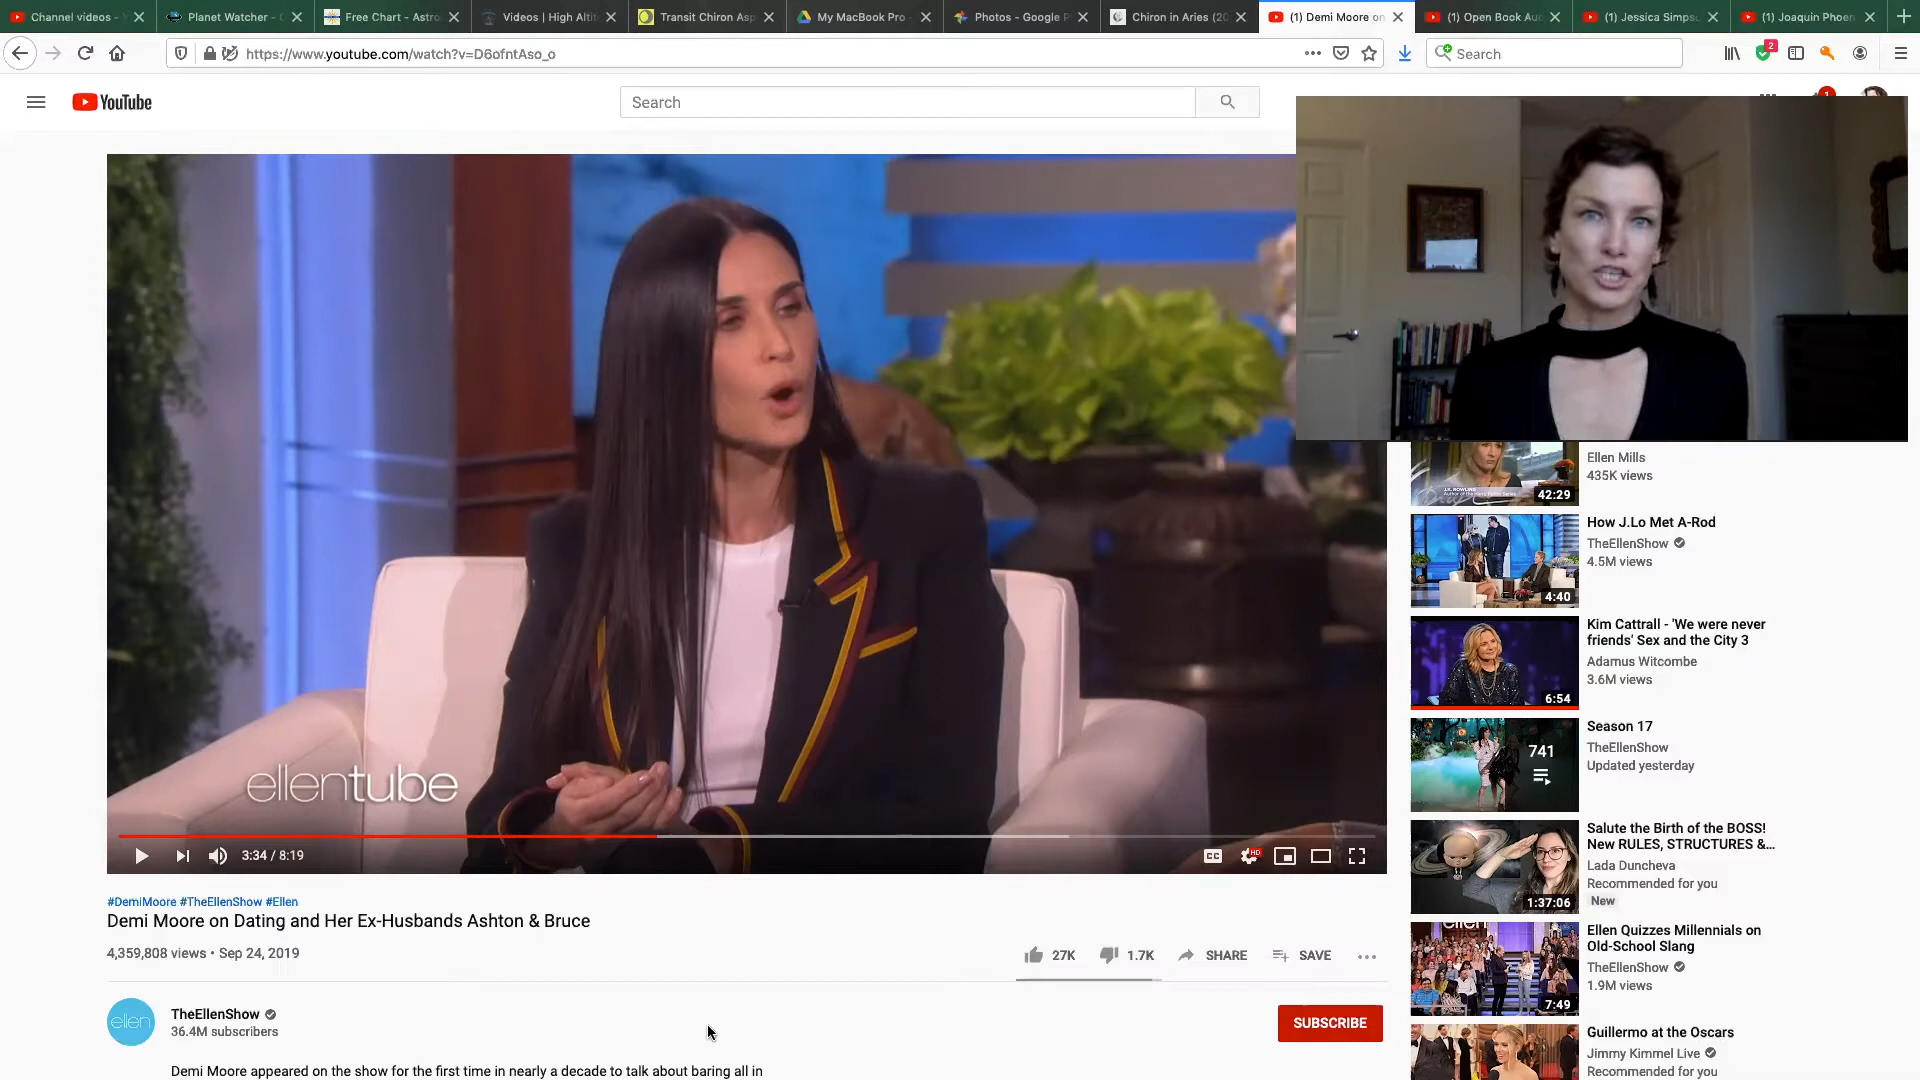 (1) Channel videos -
Planet Watcher - C
Free Chart - Astro
Videos | High Altit
Transit Chiron Asp
My MacBook Pro -
Photos - Google P
Chiron in Aries (20
(1) Demi Moore on
(1) Open Book Aud
(1) Jessica Simpso
(1) Joaquin Phoen
https://www.youtube.com/watch?v=D6ofntAso_o
Search
2
YouTube
Search
1
ellentube
3:34 / 8:19
CC
HD
#DemiMoore #TheEllenShow #Ellen
Demi Moore on Dating and Her Ex-Husbands Ashton & Bruce
4,359,808 views • Sep 24, 2019
27K
1.7K
SHARE
SAVE
ellen
TheEllenShow
36.4M subscribers
SUBSCRIBE
Demi Moore appeared on the show for the first time in nearly a decade to talk about baring all in
Ellen Mills
435K views
42:29
How J.Lo Met A-Rod
TheEllenShow
4.5M views
4:40
Kim Cattrall - 'We were never
friends' Sex and the City 3
Adamus Witcombe
3.6M views
6:54
Season 17
TheEllenShow
Updated yesterday
741
Salute the Birth of the BOSS!
New RULES, STRUCTURES &...
Lada Duncheva
Recommended for you
New
1:37:06
Ellen Quizzes Millennials on
Old-School Slang
TheEllenShow
1.9M views
7:49
Guillermo at the Oscars
Jimmy Kimmel Live
Recommended for you